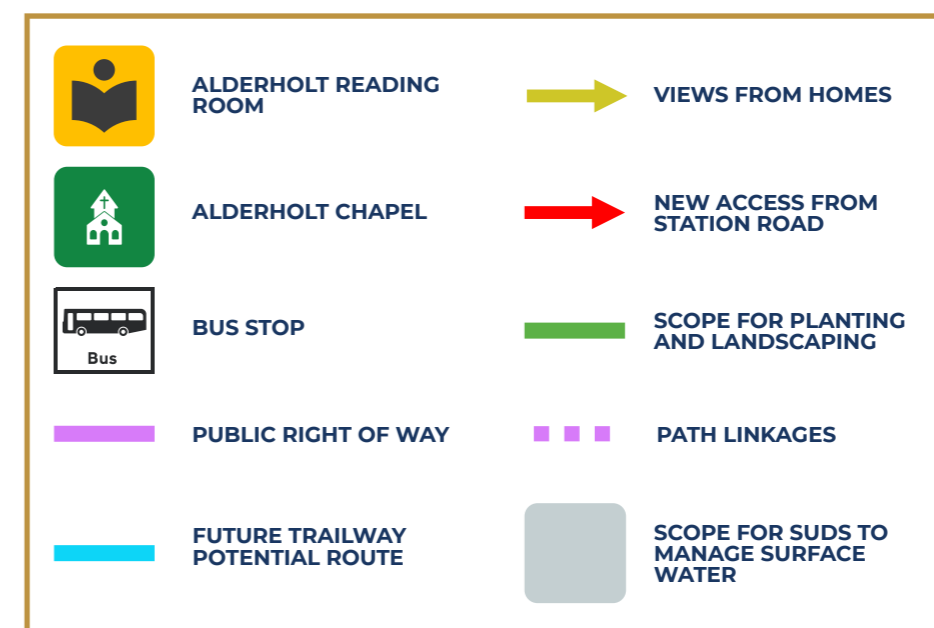 ALDERHOLT READING
ROOM
VIEWS FROM HOMES
ALDERHOLT CHAPEL
NEW ACCESS FROM
STATION ROAD
Bus
BUS STOP
SCOPE FOR PLANTING
AND LANDSCAPING
PUBLIC RIGHT OF WAY
PATH LINKAGES
FUTURE TRAILWAY
POTENTIAL ROUTE
SCOPE FOR SUDS TO
MANAGE SURFACE
WATER